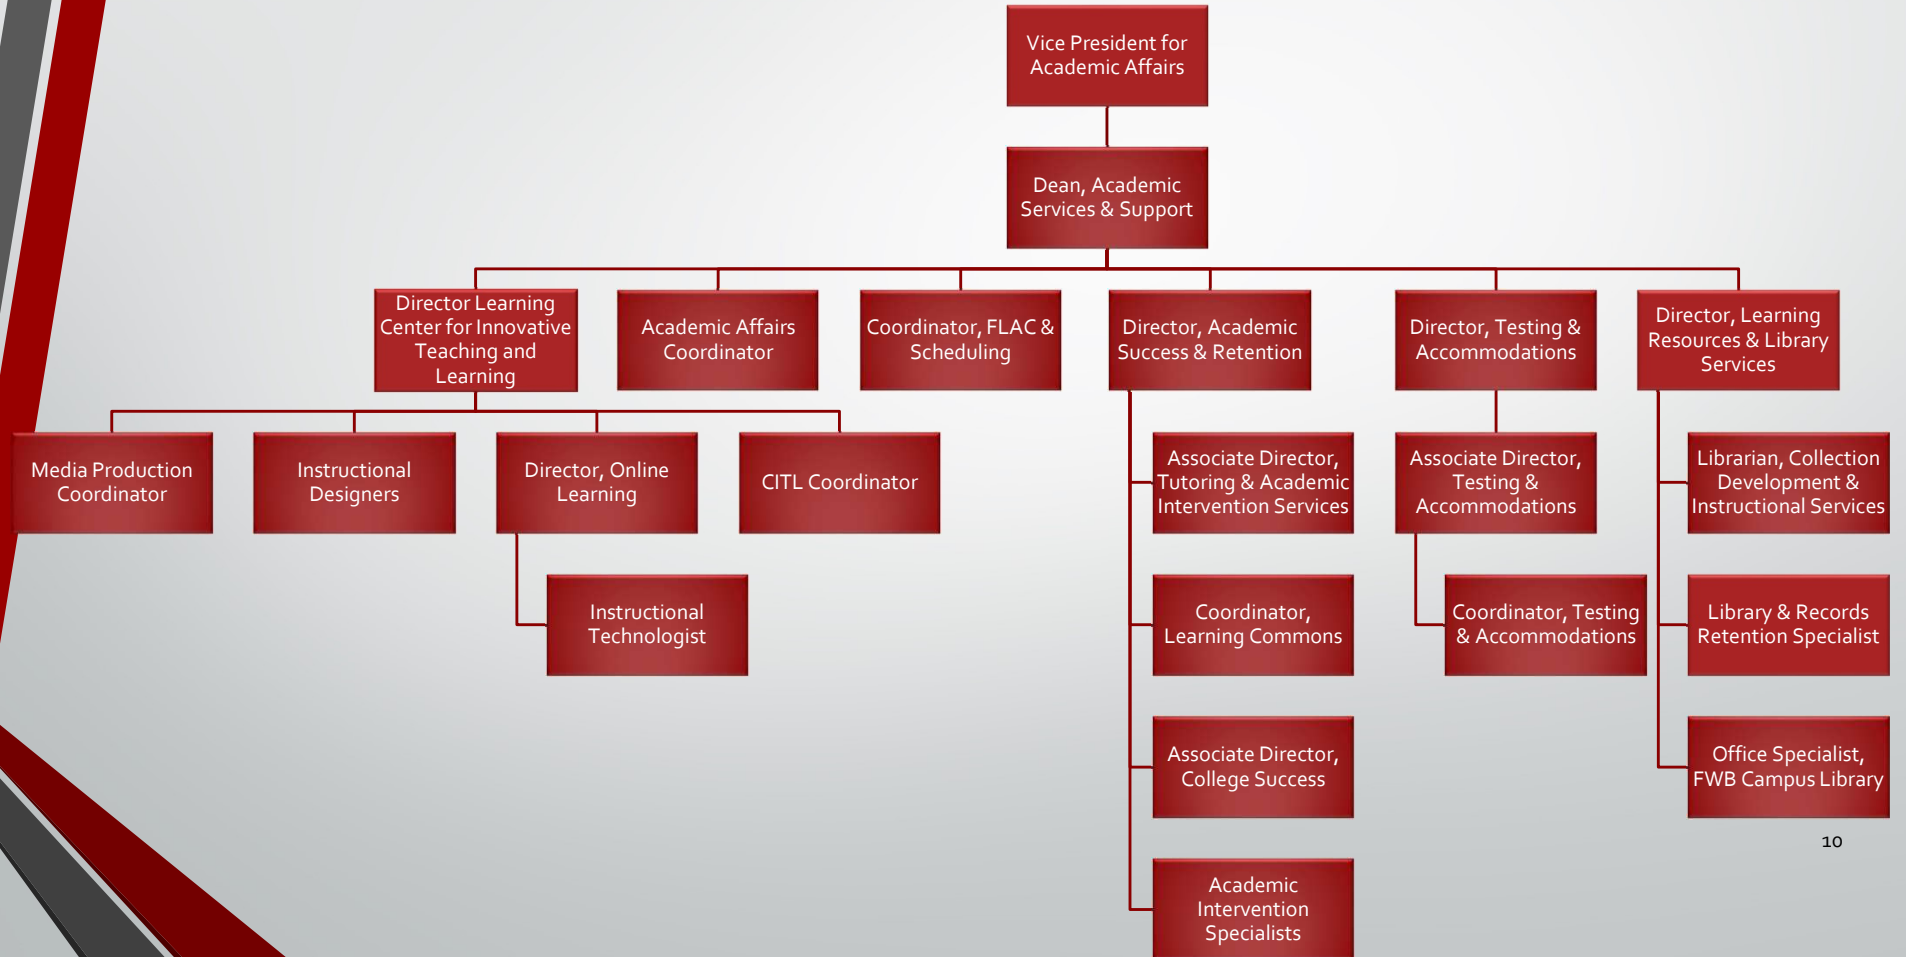 Vice President for
Academic Affairs
Dean, Academic
Services & Support
Director Learning
Center for Innovative
Teaching and
Learning
Academic Affairs
Coordinator
Coordinator, FLAC &
Scheduling
Director, Academic
Success & Retention
Director, Testing &
Accommodations
Director, Learning
Resources & Library
Services
Media Production
Coordinator
Instructional
Designers
Director, Online
Learning
CITL Coordinator
Associate Director,
Tutoring & Academic
Intervention Services
Associate Director,
Testing &
Accommodations
Librarian, Collection
Development &
Instructional Services
Instructional
Technologist
Coordinator,
Learning Commons
Coordinator, Testing
& Accommodations
Library & Records
Retention Specialist
Associate Director,
College Success
Office Specialist,
FWB Campus Library
10
Academic
Intervention
Specialists